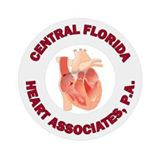 CENTRAL FLORIDA
HEART ASSOCIATES, P.A.